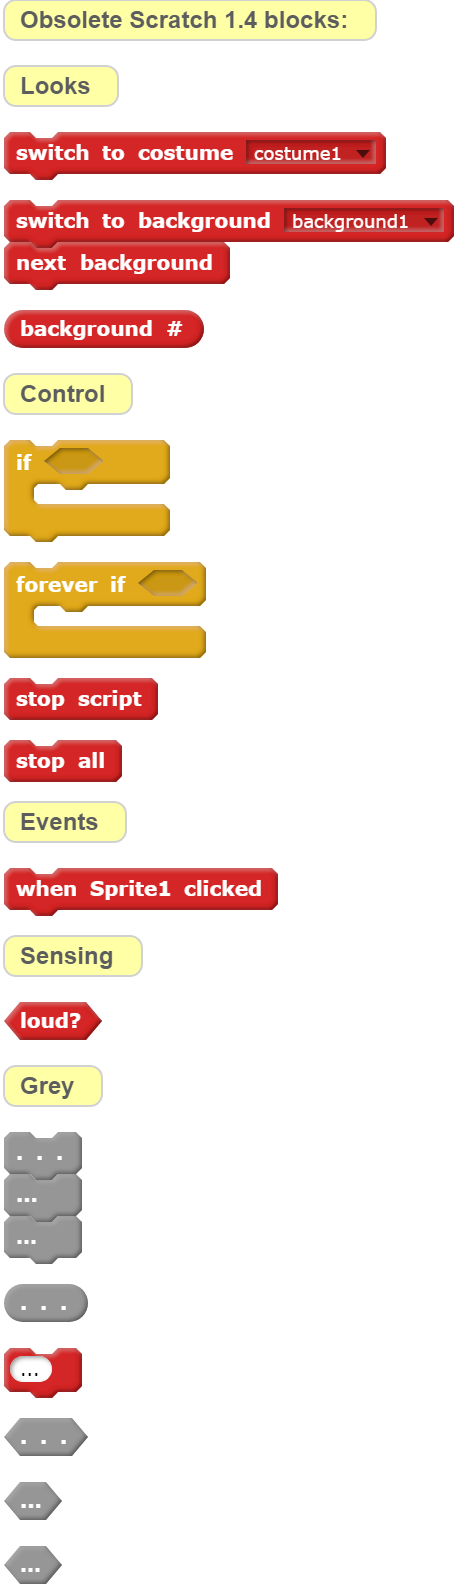 Obsolete Scratch 1.4 blocks:
Looks
switch to costume costume1
switch to background background1
next background
background #
Control
if
forever if
stop script
stop all
Events
when Sprite1 clicked
Sensing
loud?
Grey
. . .
...
...
. . .
...
. . .
...
...